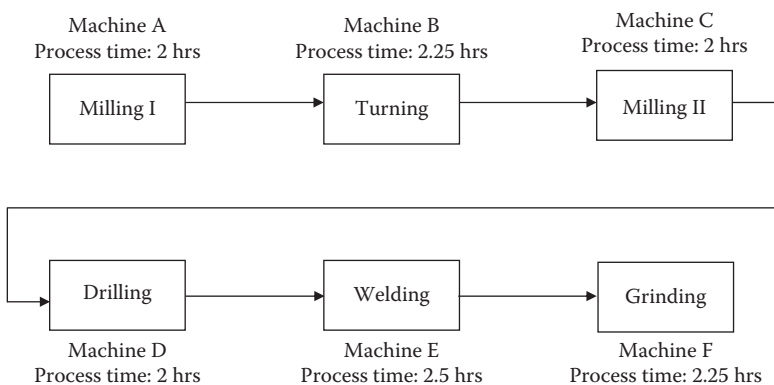 Machine A
Process time: 2 hrs
Milling I
Machine B
Process time: 2.25 hrs
Turning
Machine C
Process time: 2 hrs
Milling II
Drilling
Machine D
Process time: 2 hrs
Welding
Machine E
Process time: 2.5 hrs
Grinding
Machine F
Process time: 2.25 hrs